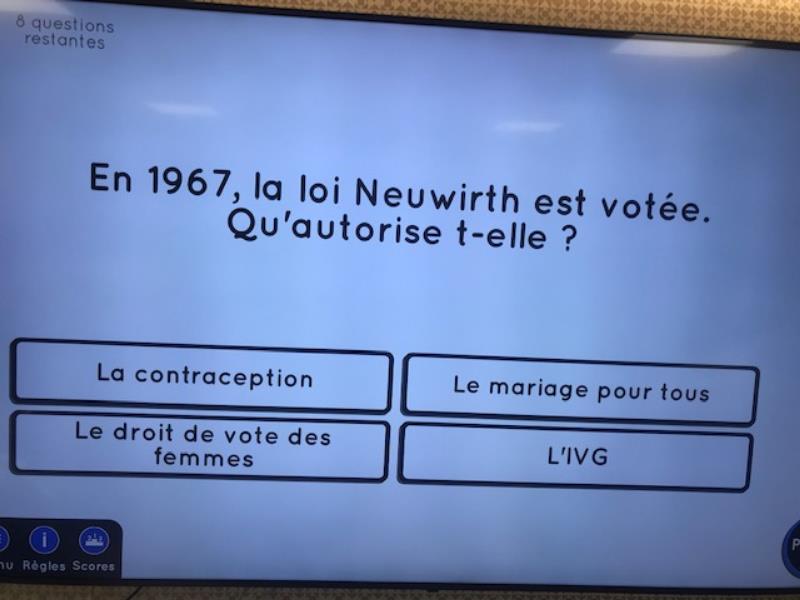 8 questions
restantes
En 1967, la loi Neuwirth est votée.
Qu'autorise t-elle ?
La contraception
Le mariage pour tous
Le droit de vote des
femmes
L'IVG
Règles
Scores